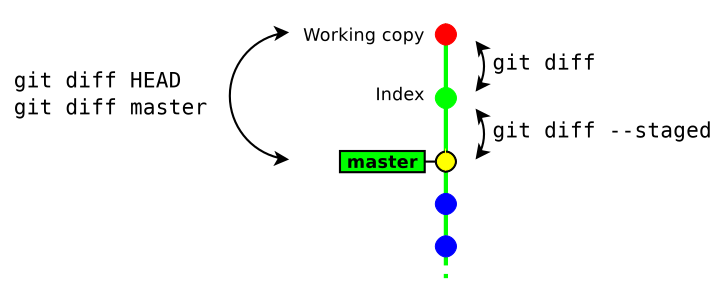 Working copy
git diff
git diff HEAD
git diff master
Index
git diff --staged
master